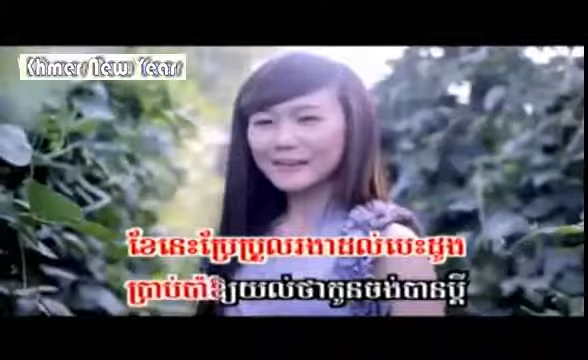 Khmer New Year
ខែនេះប្រែប្រួលរងាដល់បេះដូង
ប្រាប់ប៉ាឱ្យយល់ថាកូនចង់បានប្ដី